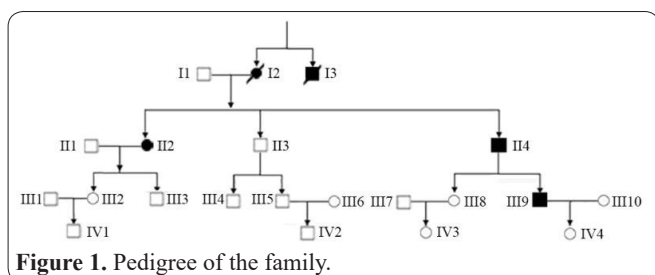 I1 I2 I3
II1 II2 II3 II4
III1 III2 III3 III4 III5 III6 III7 III8 III9 III10
IV1 IV2 IV3 IV4
Figure 1. Pedigree of the family.